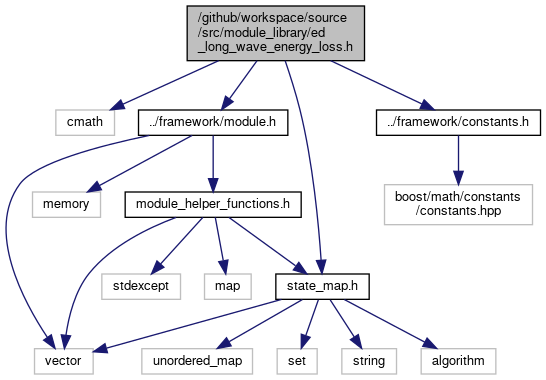 /github/workspace/source
/src/module_library/ed
_long_wave_energy_loss.h
cmath
../framework/module.h
../framework/constants.h
memory
module_helper_functions.h
boost/math/constants
/constants.hpp
stdexcept
map
state_map.h
vector
unordered_map
set
string
algorithm